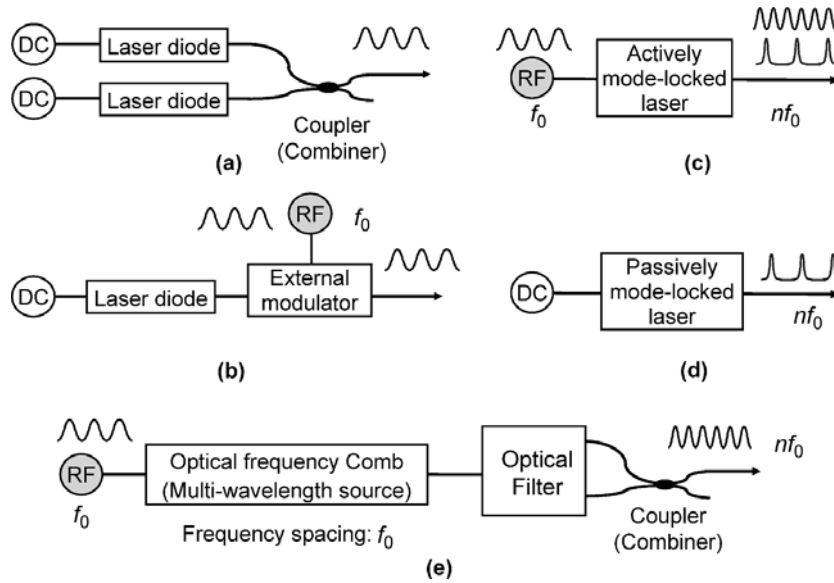 DC
Laser diode
DC
Laser diode
Coupler
(Combiner)
(a)
RF
f0
Actively
mode-locked
laser
nf0
(c)
RF
f0
DC
Laser diode
External
modulator
(b)
DC
Passively
mode-locked
laser
nf0
(d)
RF
f0
Optical frequency Comb
(Multi-wavelength source)
Frequency spacing: f0
Optical
Filter
nf0
Coupler
(Combiner)
(e)